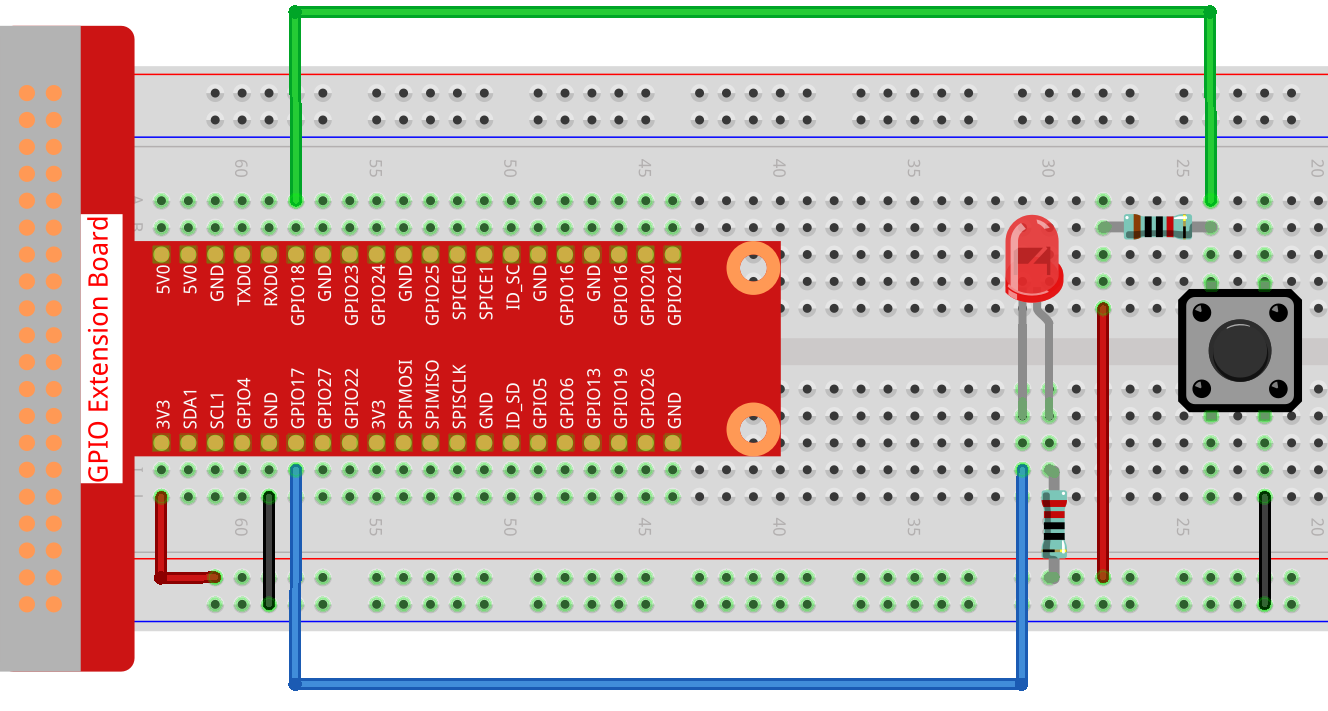 60 55 50 45 40 35 30 25 20
A
B
GPIO Extension Board
5V0 5V0 GND TXD0 RXD0 GPIO18 GND GPIO23 GPIO24 GND GPIO25 SPICE0 SPICE1 ID_SC GND GPIO16 GND GPIO16 GPIO20 GPIO21
3V3 SDA1 SCL1 GPIO4 GND GPIO17 GPIO27 GPIO22 3V3 SPIMOSI SPIMISO SPISCLK GND ID_SD GPIO5 GPIO6 GPIO13 GPIO19 GPIO26 GND
60 55 50 45 40 35 30 25 20